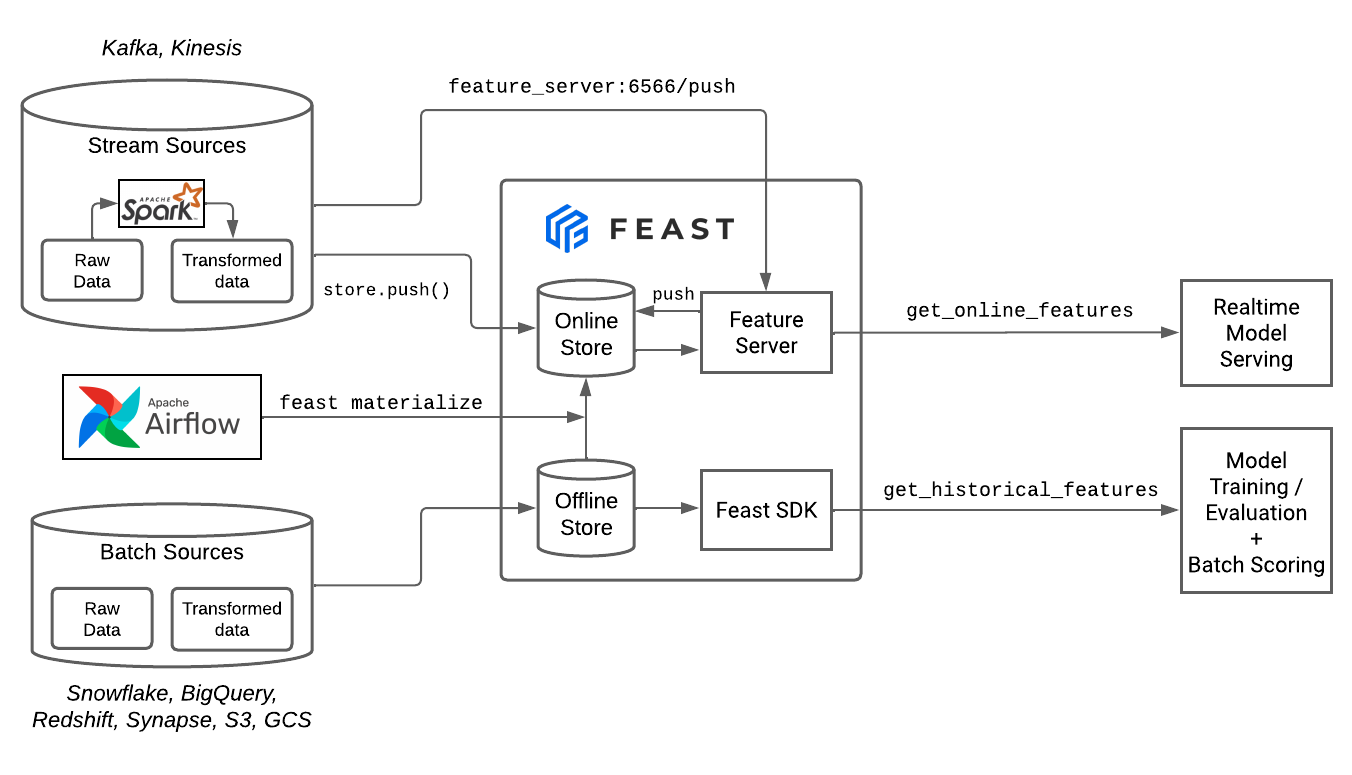 Kafka, Kinesis
feature_server:6566/push
Stream Sources
APACHE
Spark™
Raw
Data
Transformed
data
store.push()
FEAST
Online
Store
push
Feature
Server
get_online_features
Realtime
Model
Serving
Apache
Airflow
feast materialize
Offline
Store
Feast SDK
get_historical_features
Model
Training /
Evaluation
+
Batch Scoring
Batch Sources
Raw
Data
Transformed
data
Snowflake, BigQuery,
Redshift, Synapse, S3, GCS